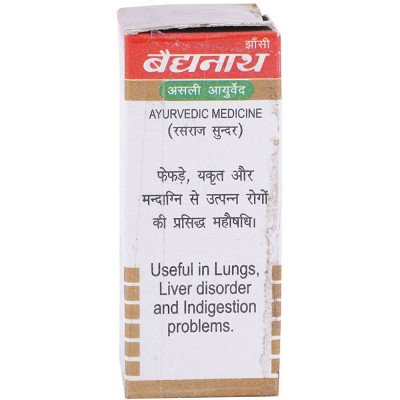 झाँसी
बैद्यनाथ
असली आयुर्वेद
AYURVEDIC MEDICINE
(रसराज सुन्दर)
फेफड़े, यकृत और
मन्दाग्नि से उत्पन्न रोगों
की प्रसिद्ध महौषधि।
Useful in Lungs,
Liver disorder
and Indigestion
problems.